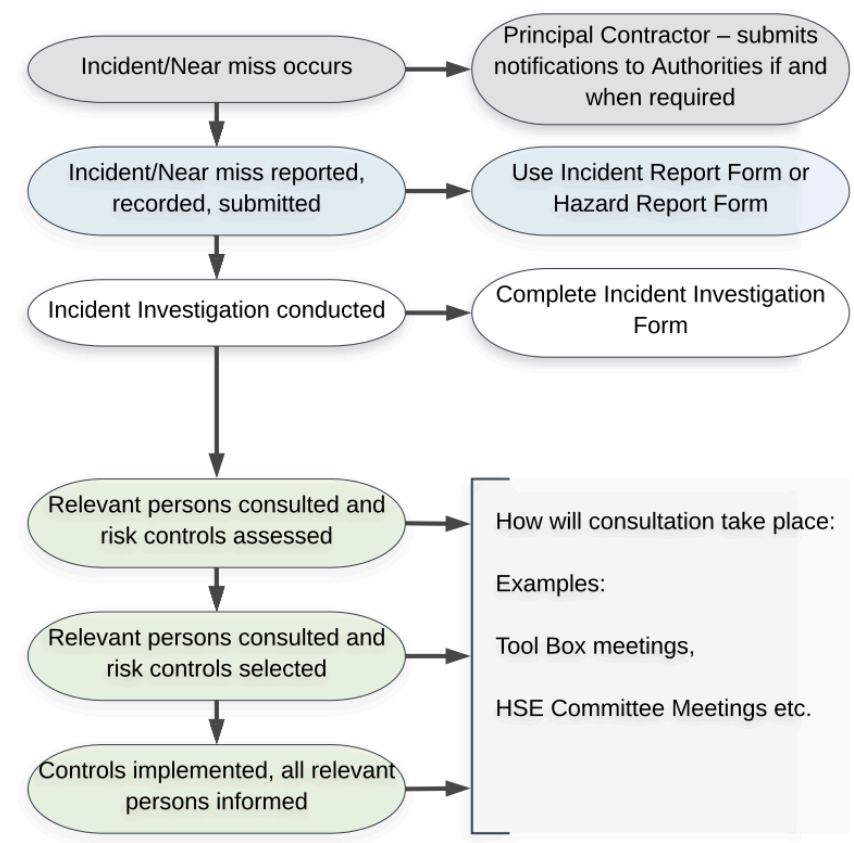 Incident/Near miss occurs
Principal Contractor – submits
notifications to Authorities if and
when required
Incident/Near miss reported,
recorded, submitted
Use Incident Report Form or
Hazard Report Form
Incident Investigation conducted
Complete Incident Investigation
Form
Relevant persons consulted and
risk controls assessed
Relevant persons consulted and
risk controls selected
Controls implemented, all relevant
persons informed
How will consultation take place:
Examples:
Tool Box meetings,
HSE Committee Meetings etc.